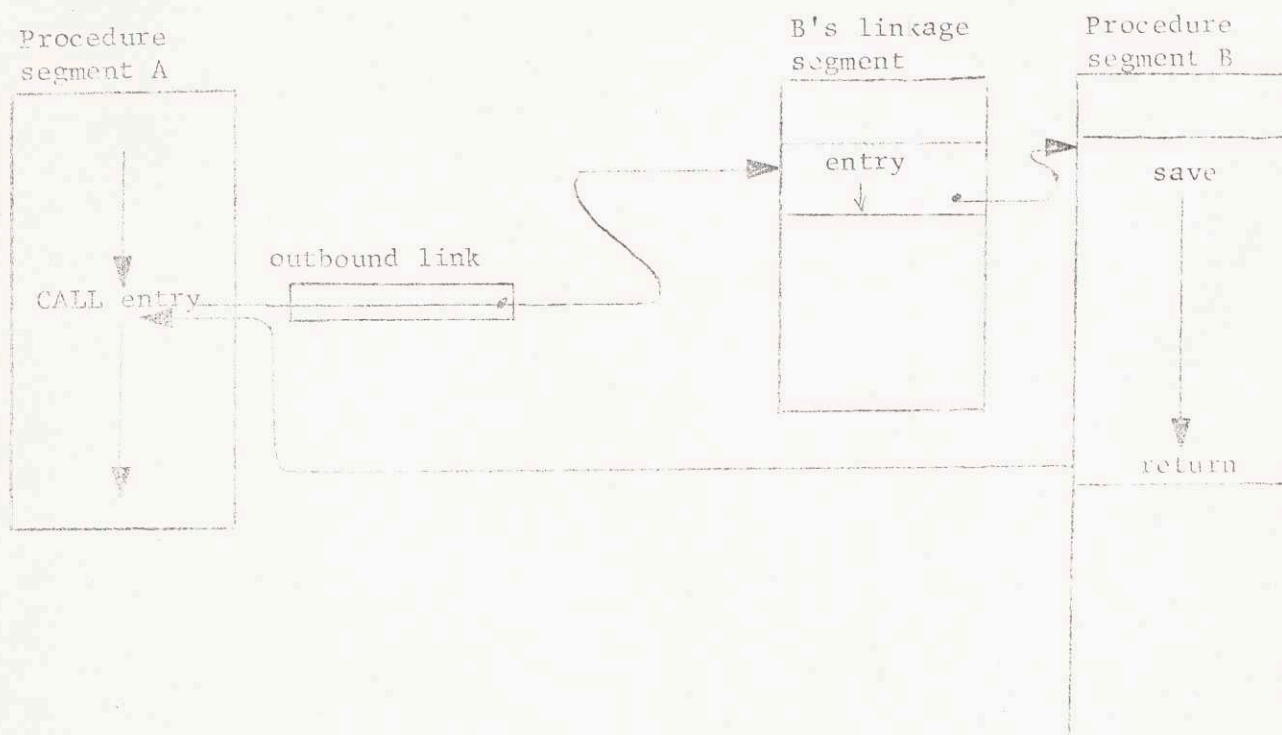 Procedure
segment A
B's linkage
segment
Procedure
segment B
entry
save
outbound link
CALL entry
return